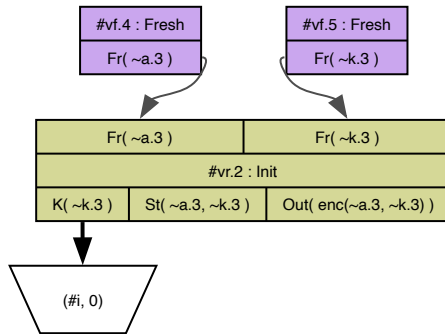 #vf.4 : Fresh
#vf.5 : Fresh
Fr( ~a.3 )
Fr( ~k.3 )
Fr( ~a.3 )
Fr( ~k.3 )
#vr.2 : Init
K( ~k.3 )
St( ~a.3, ~k.3 )
Out( enc(~a.3, ~k.3) )
(#i, 0)